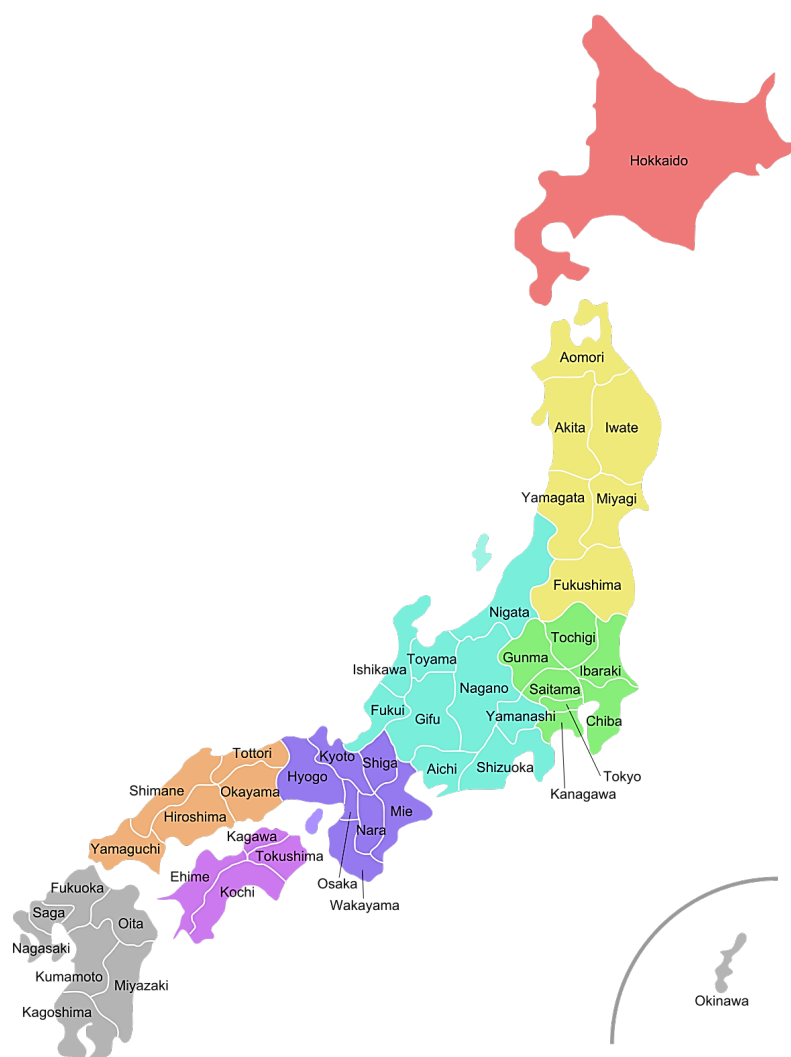 Hokkaido
Aomori
Akita
Iwate
Yamagata
Miyagi
Fukushima
Nigata
Tochigi
Gunma
Ibaraki
Toyama
Ishikawa
Nagano
Saitama
Fukui
Gifu
Yamanashi
Chiba
Tottori
Kyoto
Shiga
Aichi
Shizuoka
Tokyo
Hyogo
Kanagawa
Shimane
Okayama
Mie
Hiroshima
Nara
Kagawa
Yamaguchi
Tokushima
Ehime
Osaka
Fukuoka
Kochi
Wakayama
Saga
Oita
Nagasaki
Kumamoto
Miyazaki
Okinawa
Kagoshima